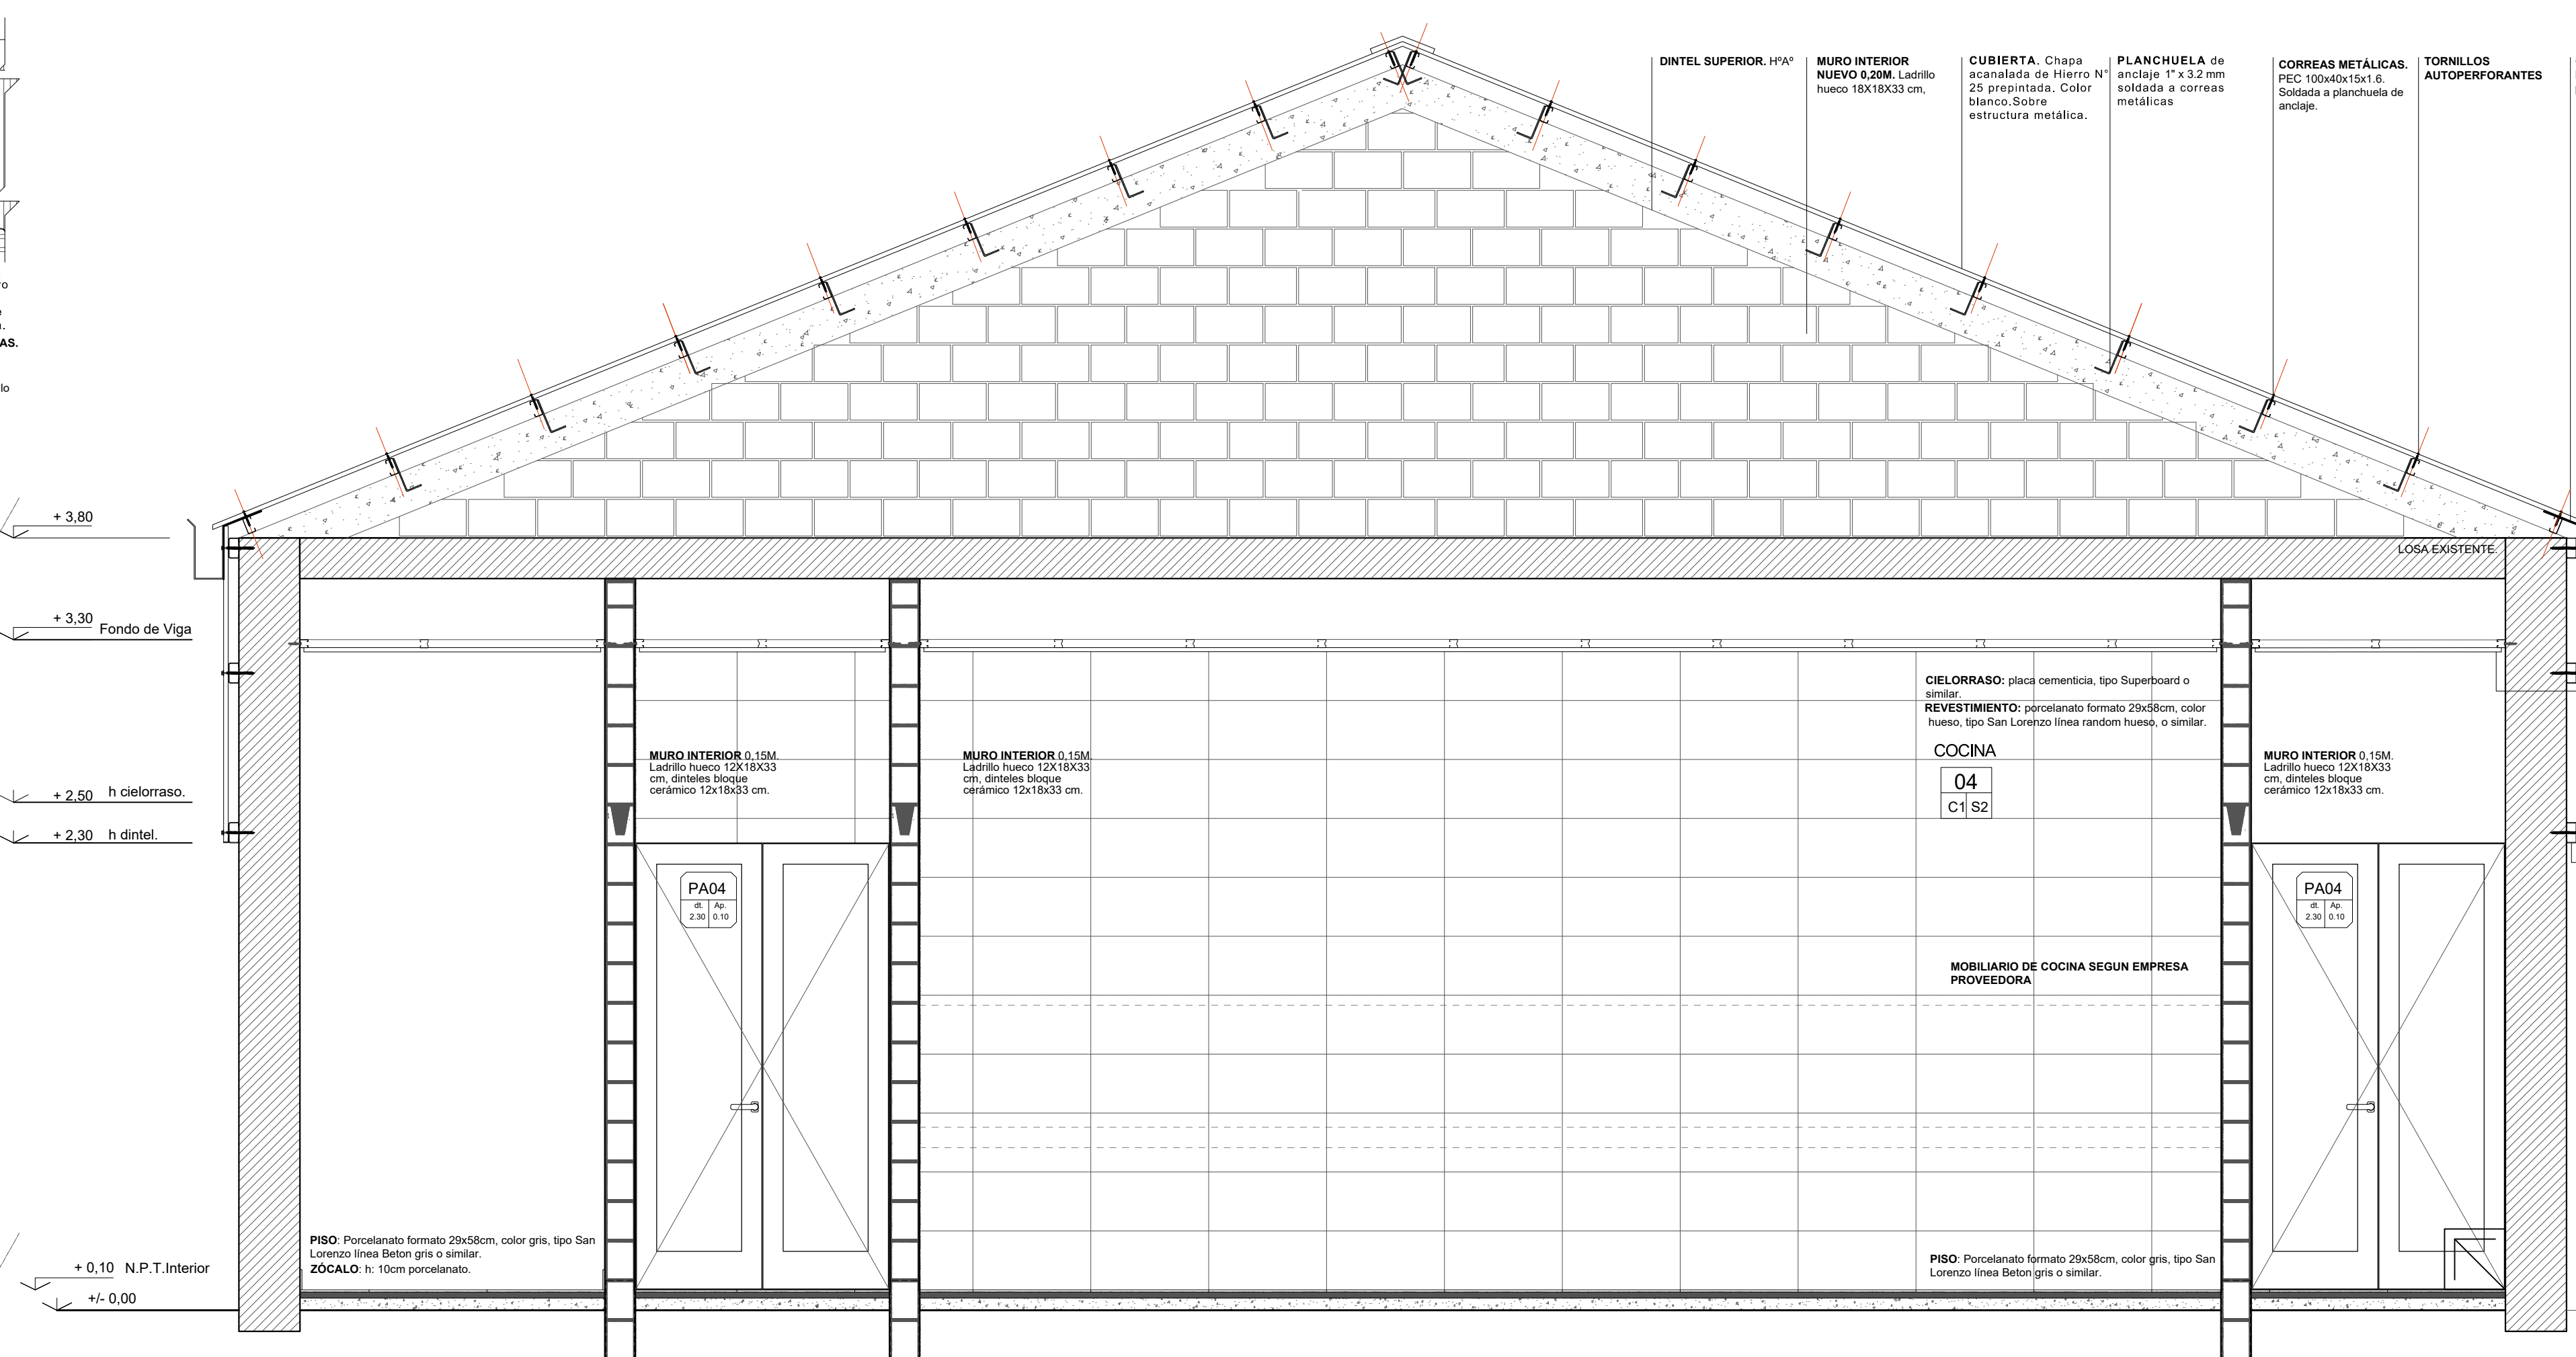 DINTEL SUPERIOR. HºAº
MURO INTERIOR
NUEVO 0,20M. Ladrillo
hueco 18X18X33 cm,
CUBIERTA. Chapa
acanalada de Hierro N°
25 prepintada. Color
blanco.Sobre
estructura metálica.
PLANCHUELA de
anclaje 1" x 3.2 mm
soldada a correas
metálicas
CORREAS METÁLICAS.
PEC 100x40x15x1.6.
Soldada a planchuela de
anclaje.
TORNILLOS
AUTOPERFORANTES
ro
e
AS.
lo
+ 3,80
LOSA EXISTENTE.
+ 3,30 Fondo de Viga
CIELORRASO: placa cementicia, tipo Superboard o
similar.
REVESTIMIENTO: porcelanato formato 29x58cm, color
hueso, tipo San Lorenzo línea random hueso, o similar.
COCINA
04
C1 S2
MURO INTERIOR 0,15M.
Ladrillo hueco 12X18X33
cm, dinteles bloque
cerámico 12x18x33 cm.
MURO INTERIOR 0,15M
Ladrillo hueco 12X18X33
cm, dinteles bloque
cerámico 12x18x33 cm.
MURO INTERIOR 0,15M.
Ladrillo hueco 12X18X33
cm, dinteles bloque
cerámico 12x18x33 cm.
+ 2,50 h cielorraso.
+ 2,30 h dintel.
PA04
dt. Ap.
2.30 0.10
PA04
dt. Ap.
2.30 0.10
MOBILIARIO DE COCINA SEGUN EMPRESA
PROVEEDORA
PISO: Porcelanato formato 29x58cm, color gris, tipo San
Lorenzo línea Beton gris o similar.
ZÓCALO: h: 10cm porcelanato.
PISO: Porcelanato formato 29x58cm, color gris, tipo San
Lorenzo línea Beton gris o similar.
+ 0,10 N.P.T.Interior
+/- 0,00